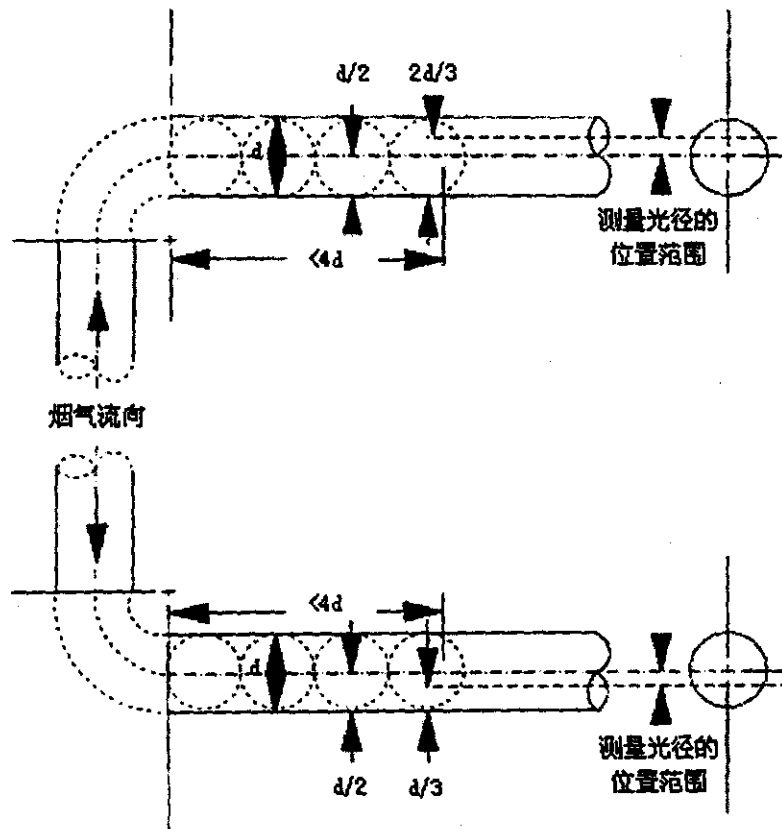 d/2 2d/3
d
测量光径的
位置范围
<4d
烟气流向
<4d
d
测量光径的
位置范围
d/2 d/3